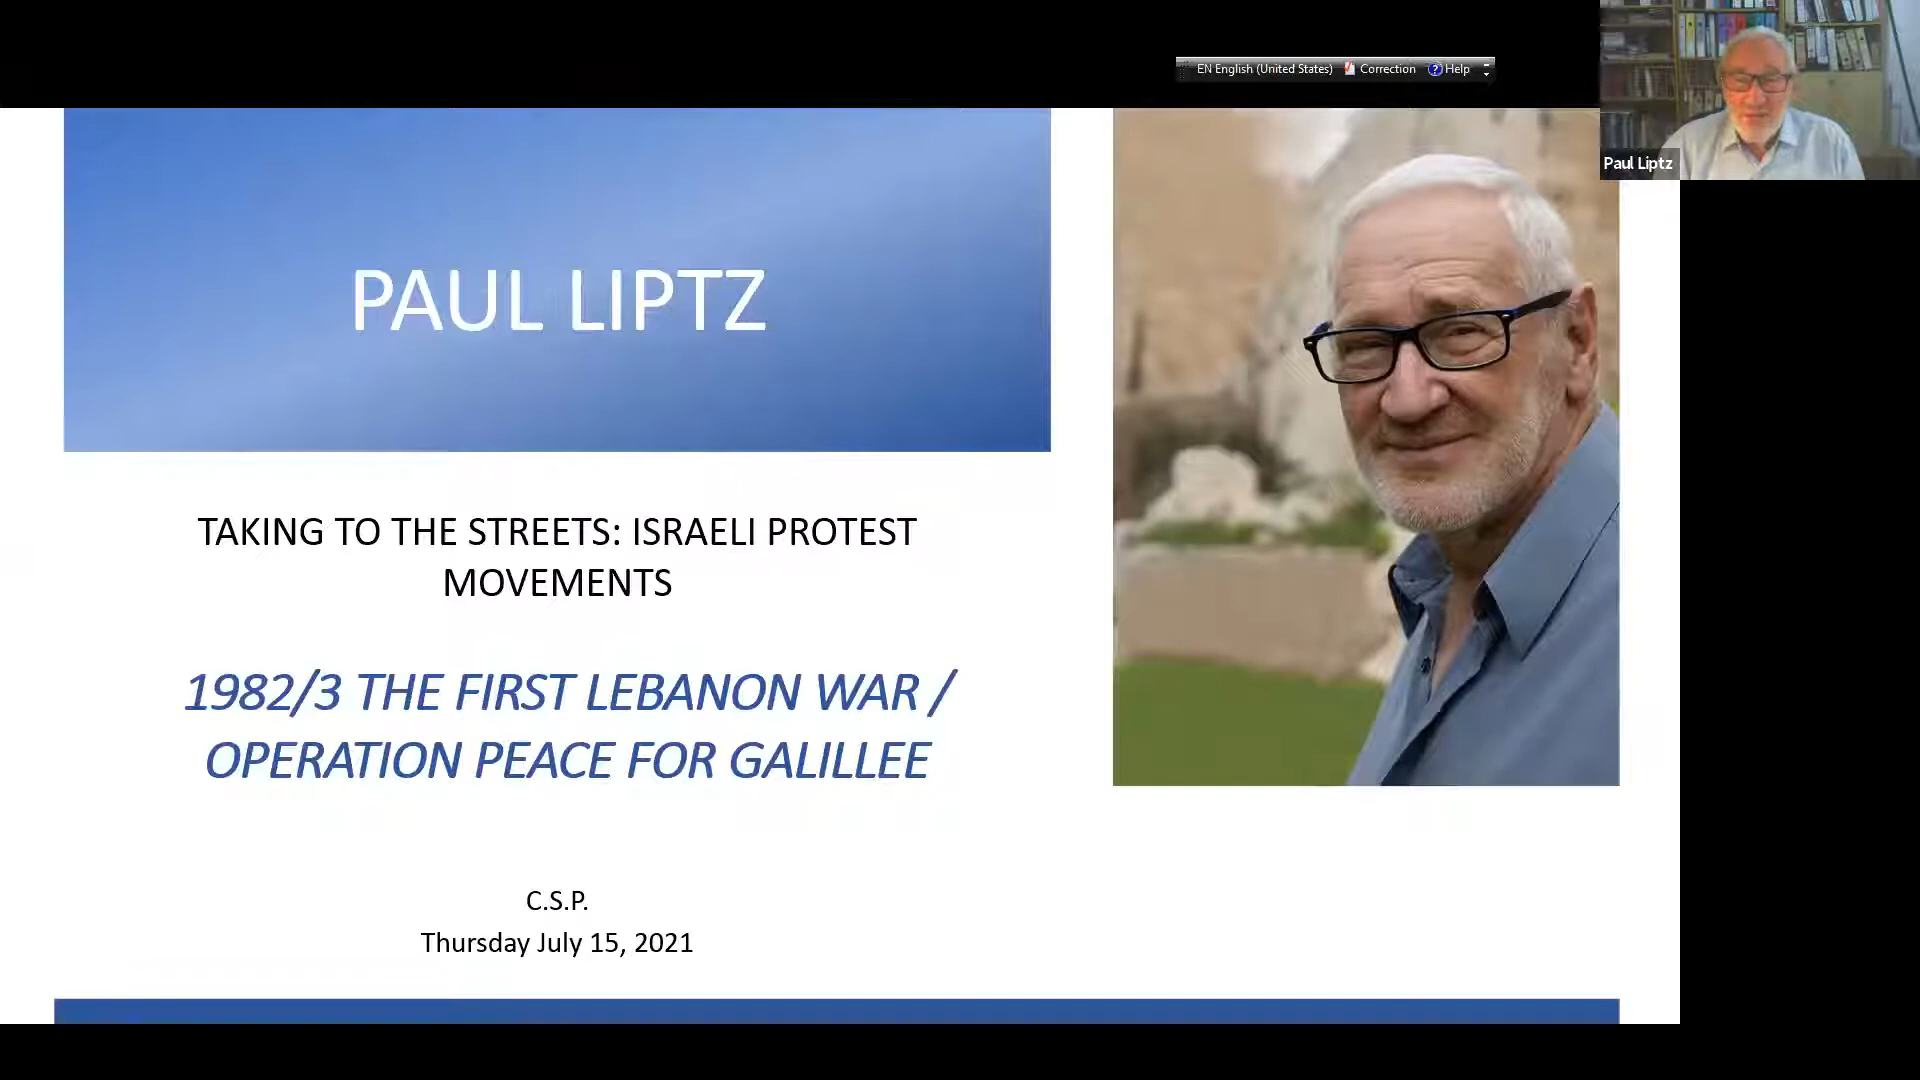 EN English (United States) Correction Help
Paul Liptz
PAUL LIPTZ
TAKING TO THE STREETS: ISRAELI PROTEST
MOVEMENTS
1982/3 THE FIRST LEBANON WAR /
OPERATION PEACE FOR GALILLEE
C.S.P.
Thursday July 15, 2021